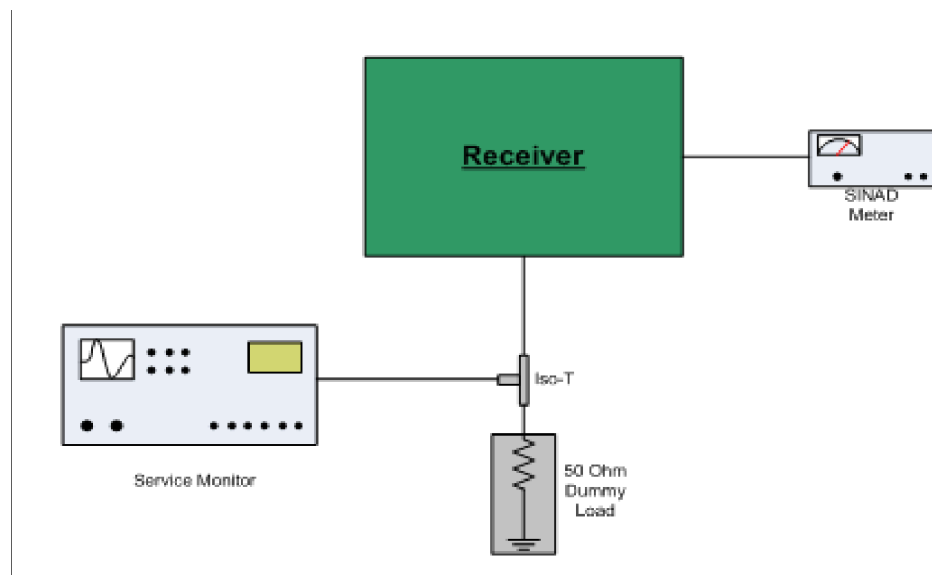 Receiver
SINAD
Meter
Iso-T
Service Monitor
50 Ohm
Dummy
Load